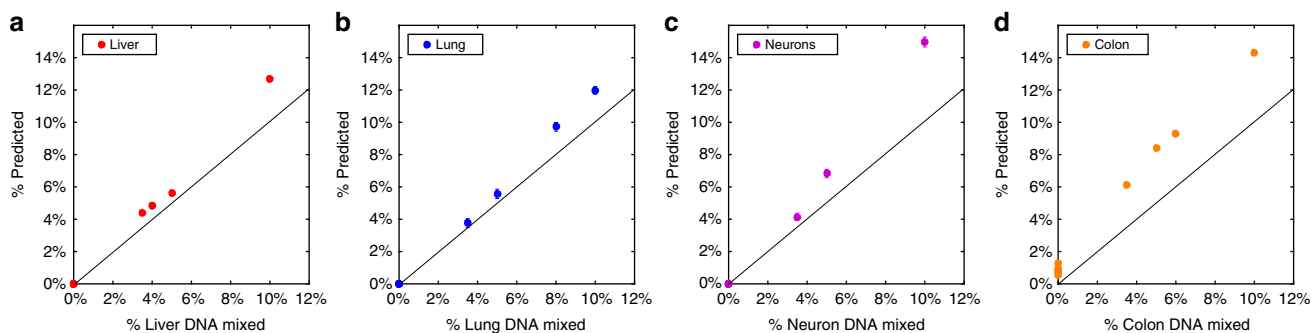 a
Liver
% Predicted
14%
12%
10%
8%
6%
4%
2%
0%
0% 2% 4% 6% 8% 10% 12%
% Liver DNA mixed
b
Lung
% Predicted
14%
12%
10%
8%
6%
4%
2%
0%
0% 2% 4% 6% 8% 10% 12%
% Lung DNA mixed
c
Neurons
% Predicted
14%
12%
10%
8%
6%
4%
2%
0%
0% 2% 4% 6% 8% 10% 12%
% Neuron DNA mixed
d
Colon
% Predicted
14%
12%
10%
8%
6%
4%
2%
0%
0% 2% 4% 6% 8% 10% 12%
% Colon DNA mixed